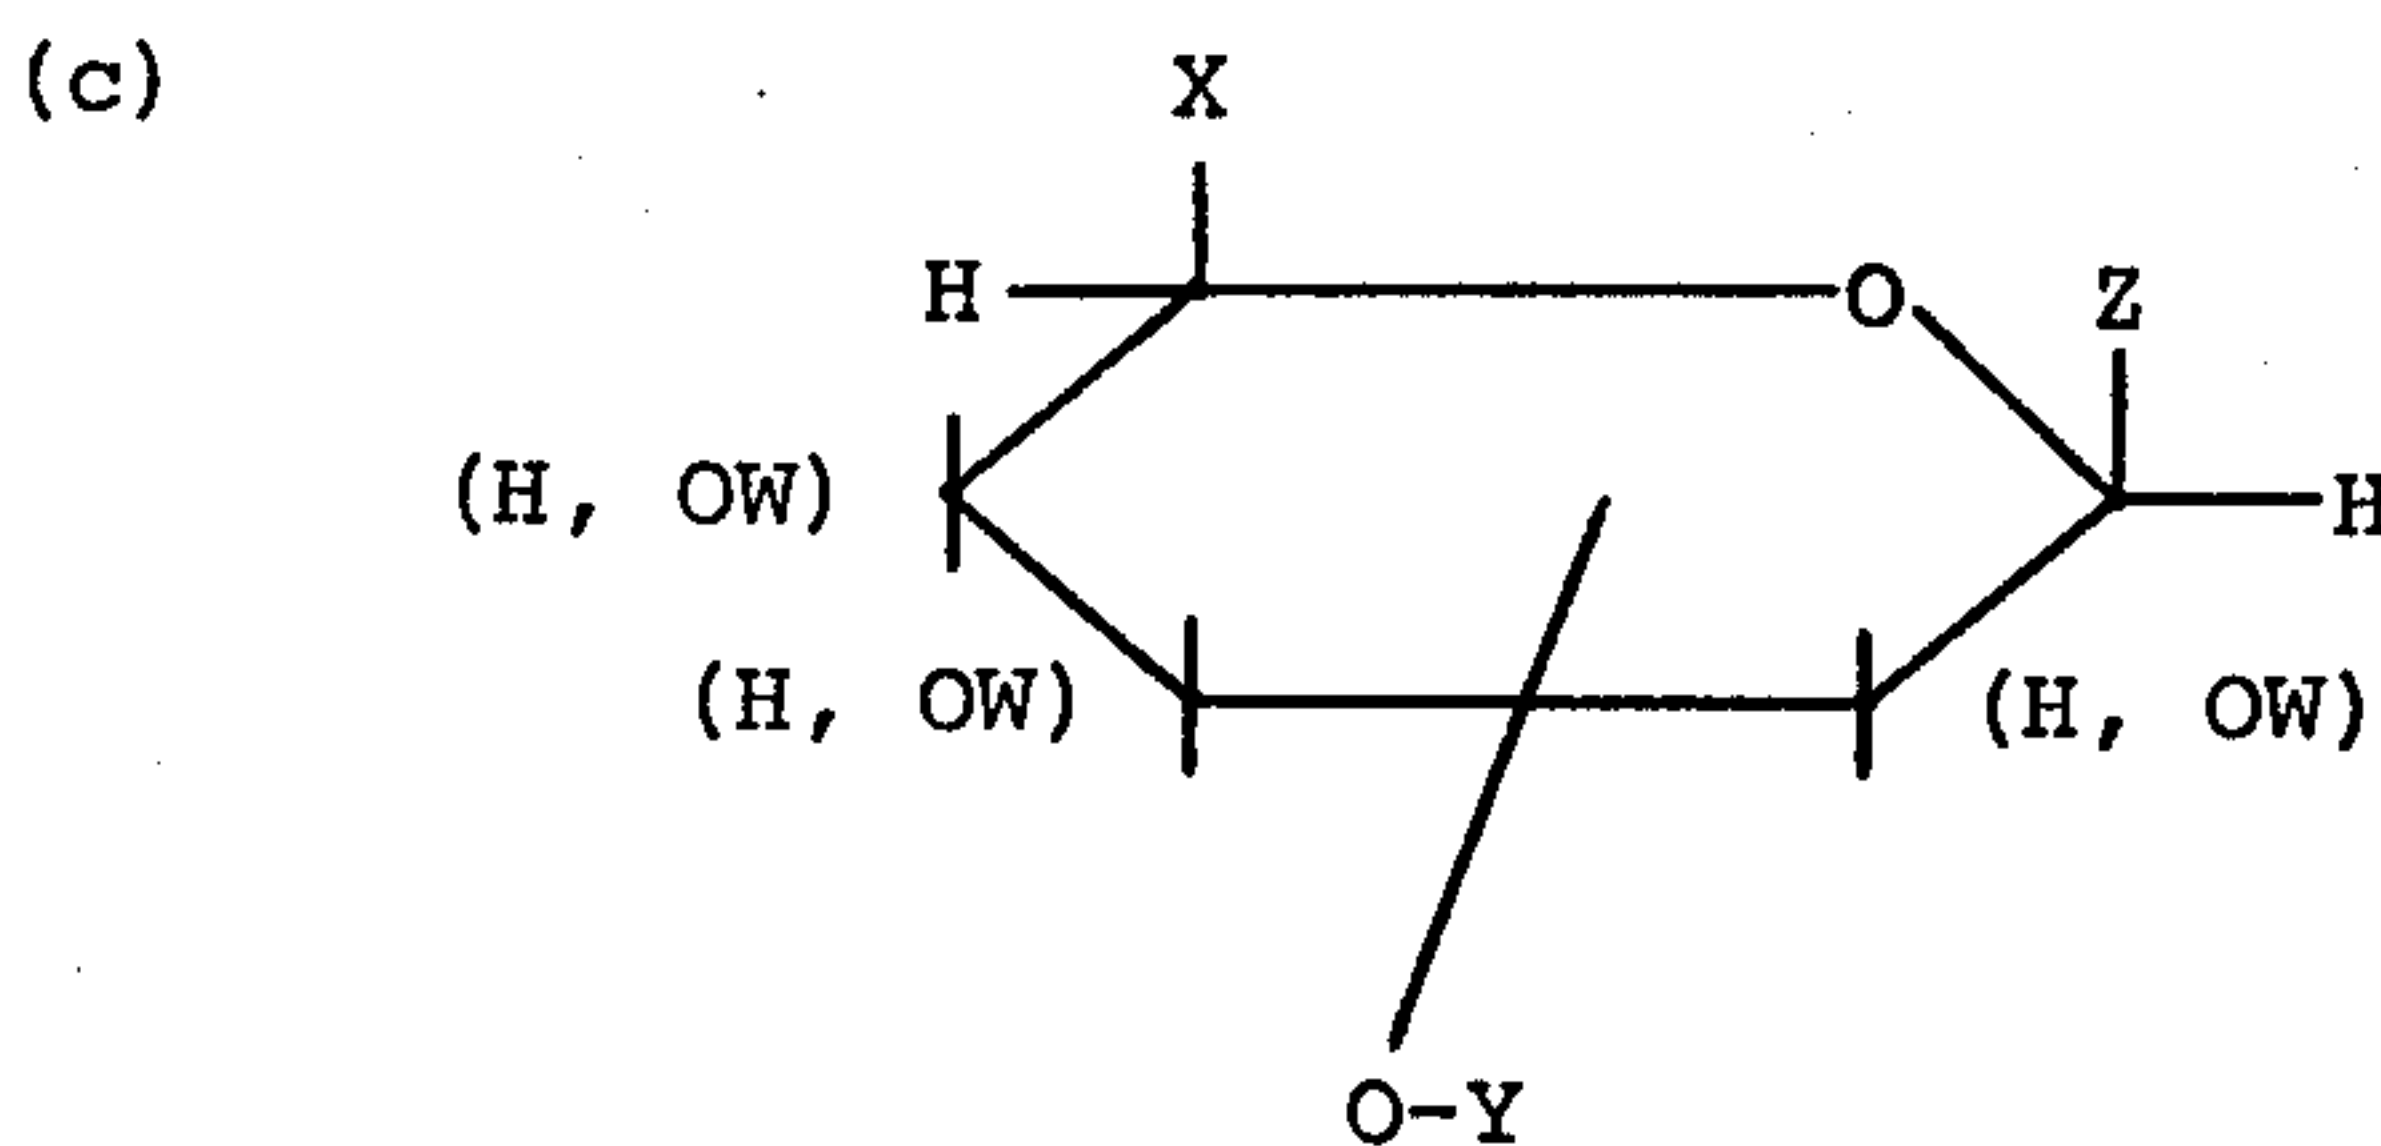 (c)
X
H
O
Z
(H, OW)
H
(H, OW)
(H, OW)
O-Y